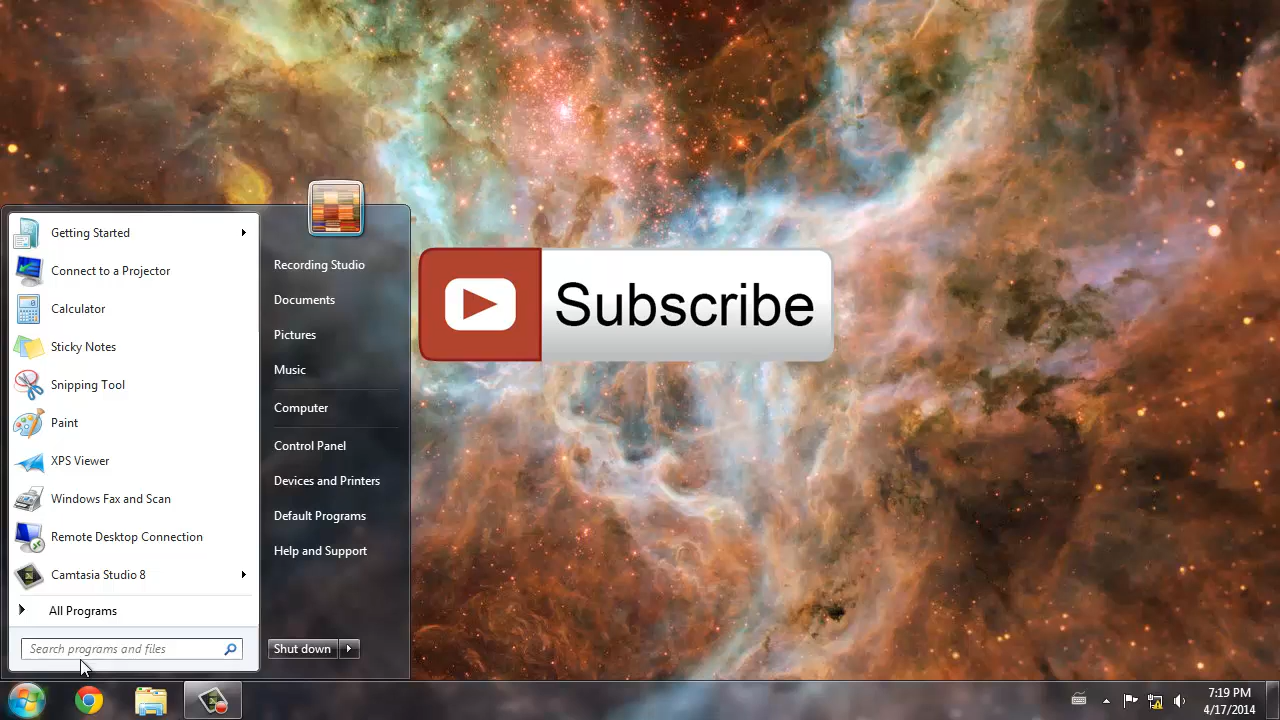 Getting Started
Connect to a Projector
Calculator
Sticky Notes
Snipping Tool
Paint
XPS Viewer
Windows Fax and Scan
Remote Desktop Connection
Camtasia Studio 8
All Programs
Search programs and files
Recording Studio
Documents
Pictures
Music
Computer
Control Panel
Devices and Printers
Default Programs
Help and Support
Shut down
Subscribe
7:19 PM
4/17/2014